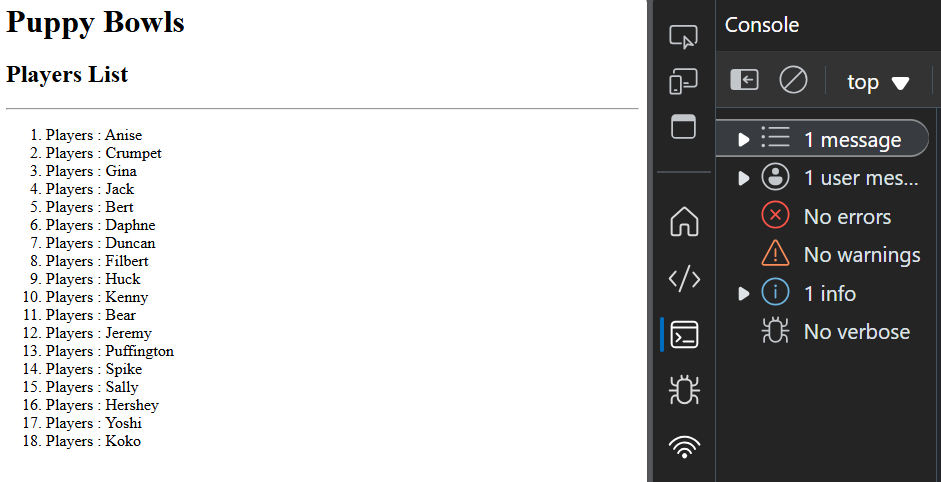 Puppy Bowls
Players List
1. Players : Anise
2. Players : Crumpet
3. Players : Gina
4. Players : Jack
5. Players : Bert
6. Players : Daphne
7. Players : Duncan
8. Players : Filbert
9. Players : Huck
10. Players : Kenny
11. Players : Bear
12. Players : Jeremy
13. Players : Puffington
14. Players : Spike
15. Players : Sally
16. Players : Hershey
17. Players : Yoshi
18. Players : Koko
Console
top
1 message
1 user mes...
No errors
No warnings
1 info
No verbose